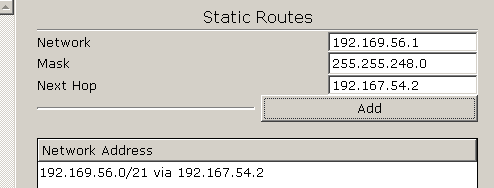 Static Routes
Network 192.169.56.1
Mask 255.255.248.0
Next Hop 192.167.54.2
Add
Network Address
192.169.56.0/21 via 192.167.54.2